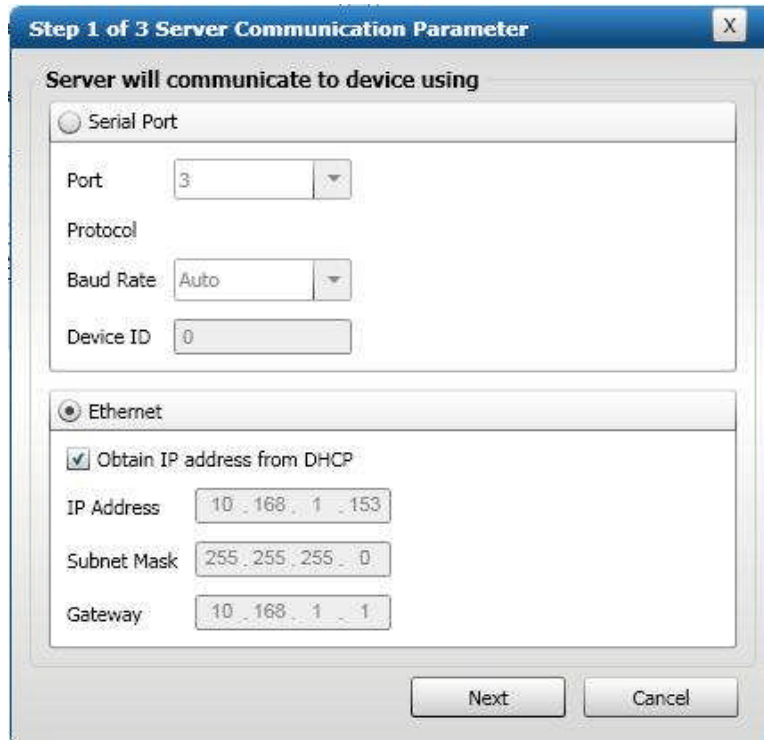 Step 1 of 3 Server Communication Parameter X
Server will communicate to device using
Serial Port
Port 3
Protocol
Baud Rate Auto
Device ID 0
Ethernet
Obtain IP address from DHCP
IP Address 10 . 168 . 1 . 153
Subnet Mask 255 . 255 . 255 . 0
Gateway 10 . 168 . 1 . 1
Next Cancel